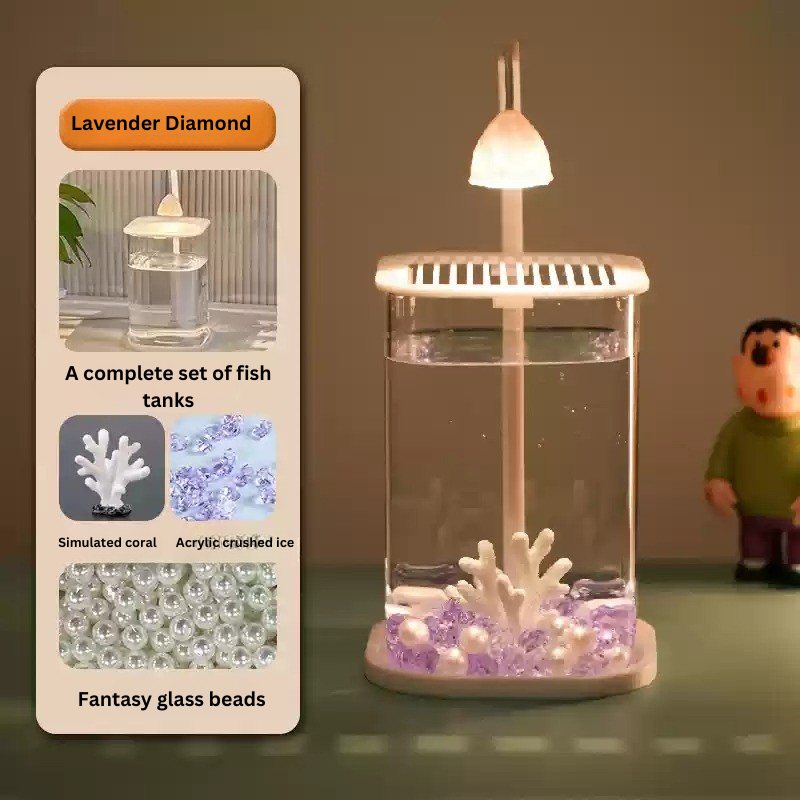 Lavender Diamond
A complete set of fish
tanks
Simulated coral
Acrylic crushed ice
Fantasy glass beads